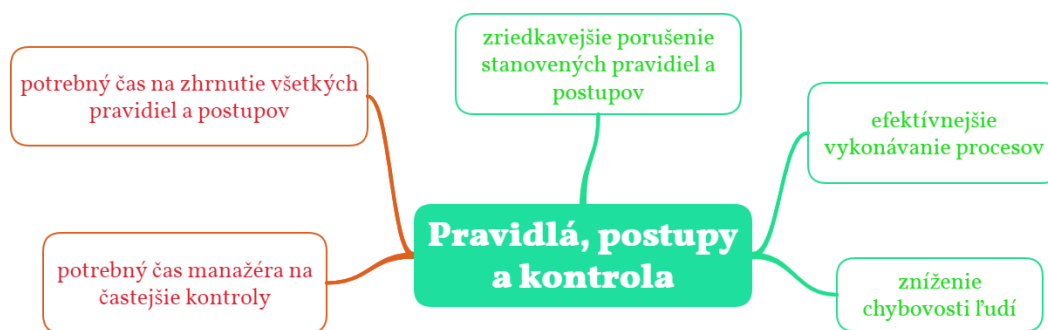 zriedkavejšie porušenie
stanovených pravidiel a
postupov
potrebný čas na zhrnutie všetkých
pravidiel a postupov
efektívnejšie
vykonávanie procesov
Pravidlá, postupy
a kontrola
potrebný čas manažéra na
častejšie kontroly
zníženie
chybovosti ľudí